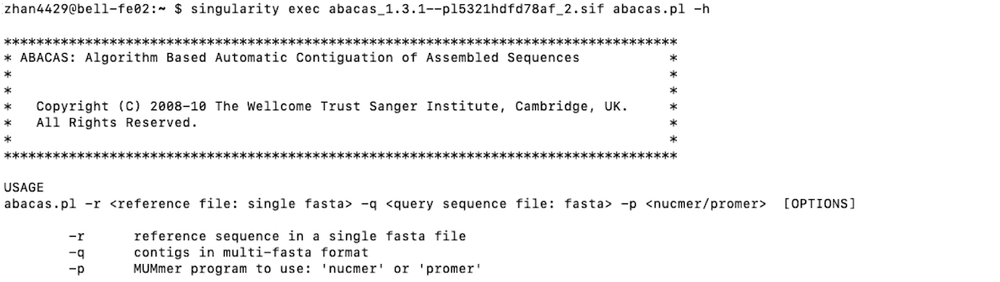 zhan4429@bell-fe02:~ $ singularity exec abacas_1.3.1--pl5321hdfd78af_2.sif abacas.pl -h
***********************************************************************************
* ABACAS: Algorithm Based Automatic Contiguation of Assembled Sequences           *
*                                                                                 *
*                                                                                 *
*   Copyright (C) 2008-10 The Wellcome Trust Sanger Institute, Cambridge, UK.     *
*   All Rights Reserved.                                                          *
*                                                                                 *
***********************************************************************************
USAGE
abacas.pl -r <reference file: single fasta> -q <query sequence file: fasta> -p <nucmer/promer>  [OPTIONS]
        -r      reference sequence in a single fasta file
        -q      contigs in multi-fasta format
        -p      MUMmer program to use: 'nucmer' or 'promer'